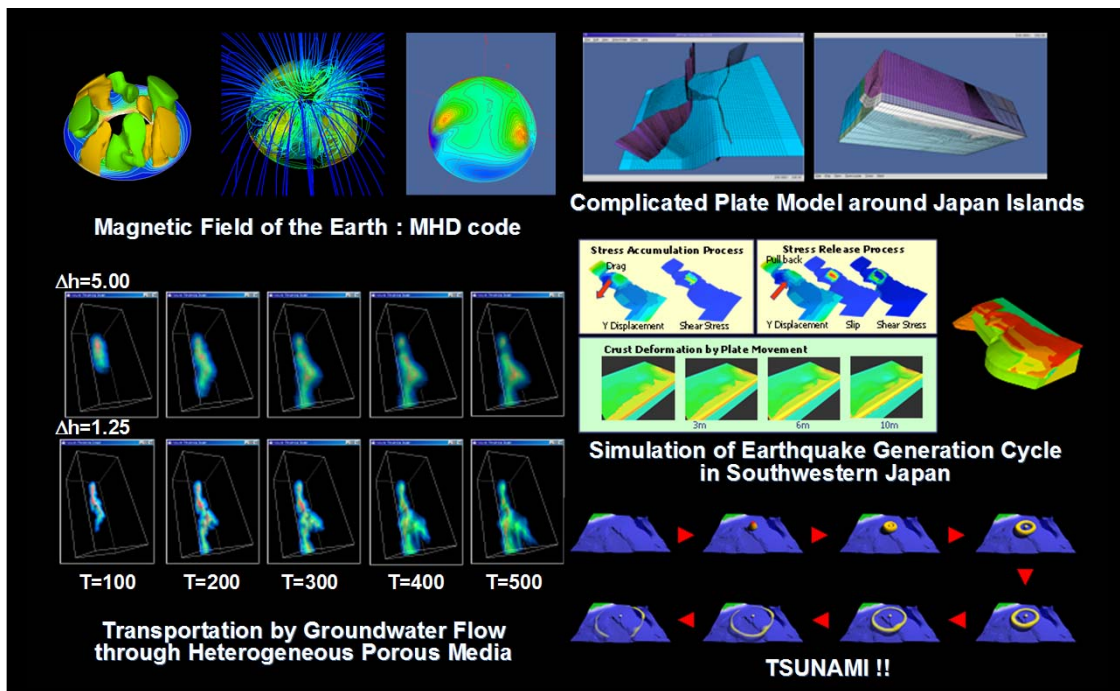 Magnetic Field of the Earth : MHD code
Complicated Plate Model around Japan Islands
Δh=5.00
Δh=1.25
T=100
T=200
T=300
T=400
T=500
Transportation by Groundwater Flow
through Heterogeneous Porous Media
Stress Accumulation Process
Drag
Y Displacement
Shear Stress
Stress Release Process
Pull back
Y Displacement
Slip
Shear Stress
Crust Deformation by Plate Movement
3m
6m
10m
Simulation of Earthquake Generation Cycle
in Southwestern Japan
TSUNAMI !!